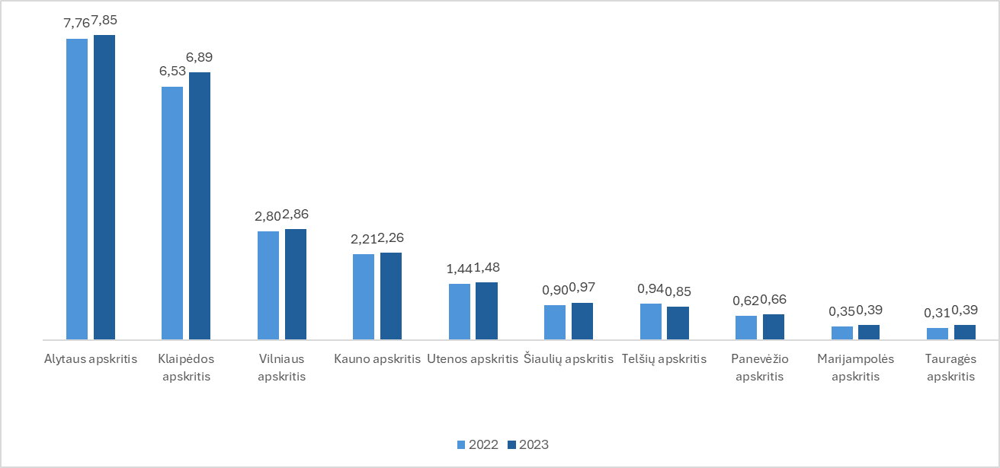 7,76 7,85
6,53 6,89
2,80 2,86
2,21 2,26
1,44 1,48
0,90 0,97
0,94 0,85
0,62 0,66
0,35 0,39
0,31 0,39
Alytaus apskritis
Klaipėdos
apskritis
Vilniaus
apskritis
Kauno apskritis
Utenos apskritis
Šiaulių apskritis
Telšių apskritis
Panevėžio
apskritis
Marijampolės
apskritis
Tauragės
apskritis
2022 2023